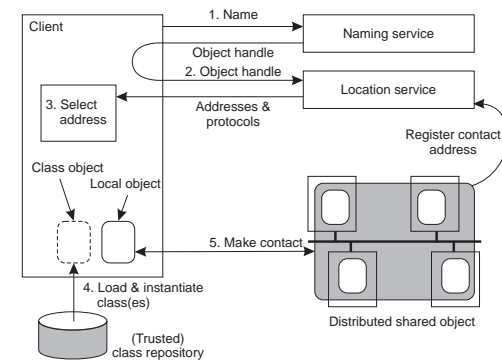 Client
1. Name
Naming service
Object handle
2. Object handle
Location service
3. Select
address
Addresses &
protocols
Register contact
address
Class object
Local object
5. Make contact
4. Load & instantiate
class(es)
Distributed shared object
(Trusted)
class repository